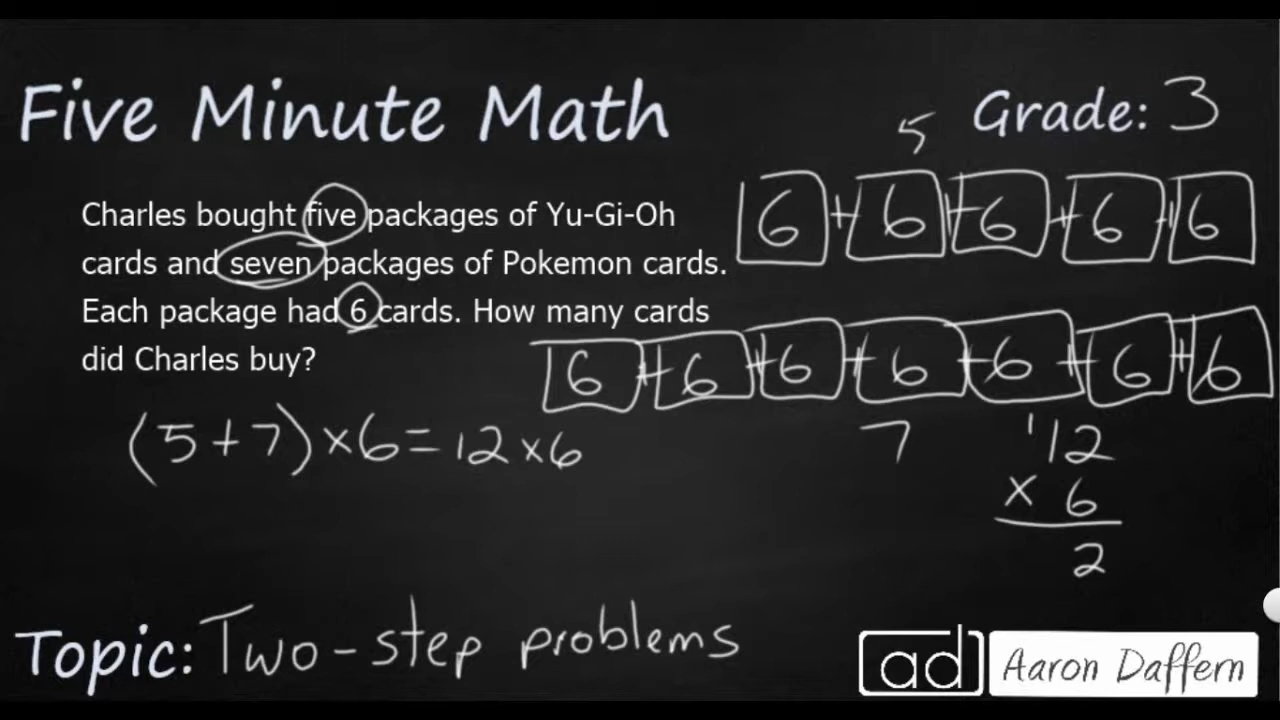 Five Minute Math
Grade: 3
5
Charles bought five packages of Yu-Gi-Oh
cards and seven packages of Pokemon cards.
Each package had 6 cards. How many cards
did Charles buy?
6 + 6 + 6 + 6 + 6
6 + 6 + 6 + 6 + 6 + 6 + 6
7
(5+7)×6=12×6
1
12
× 6
2
Topic: Two-step problems
ad Aaron Daffern